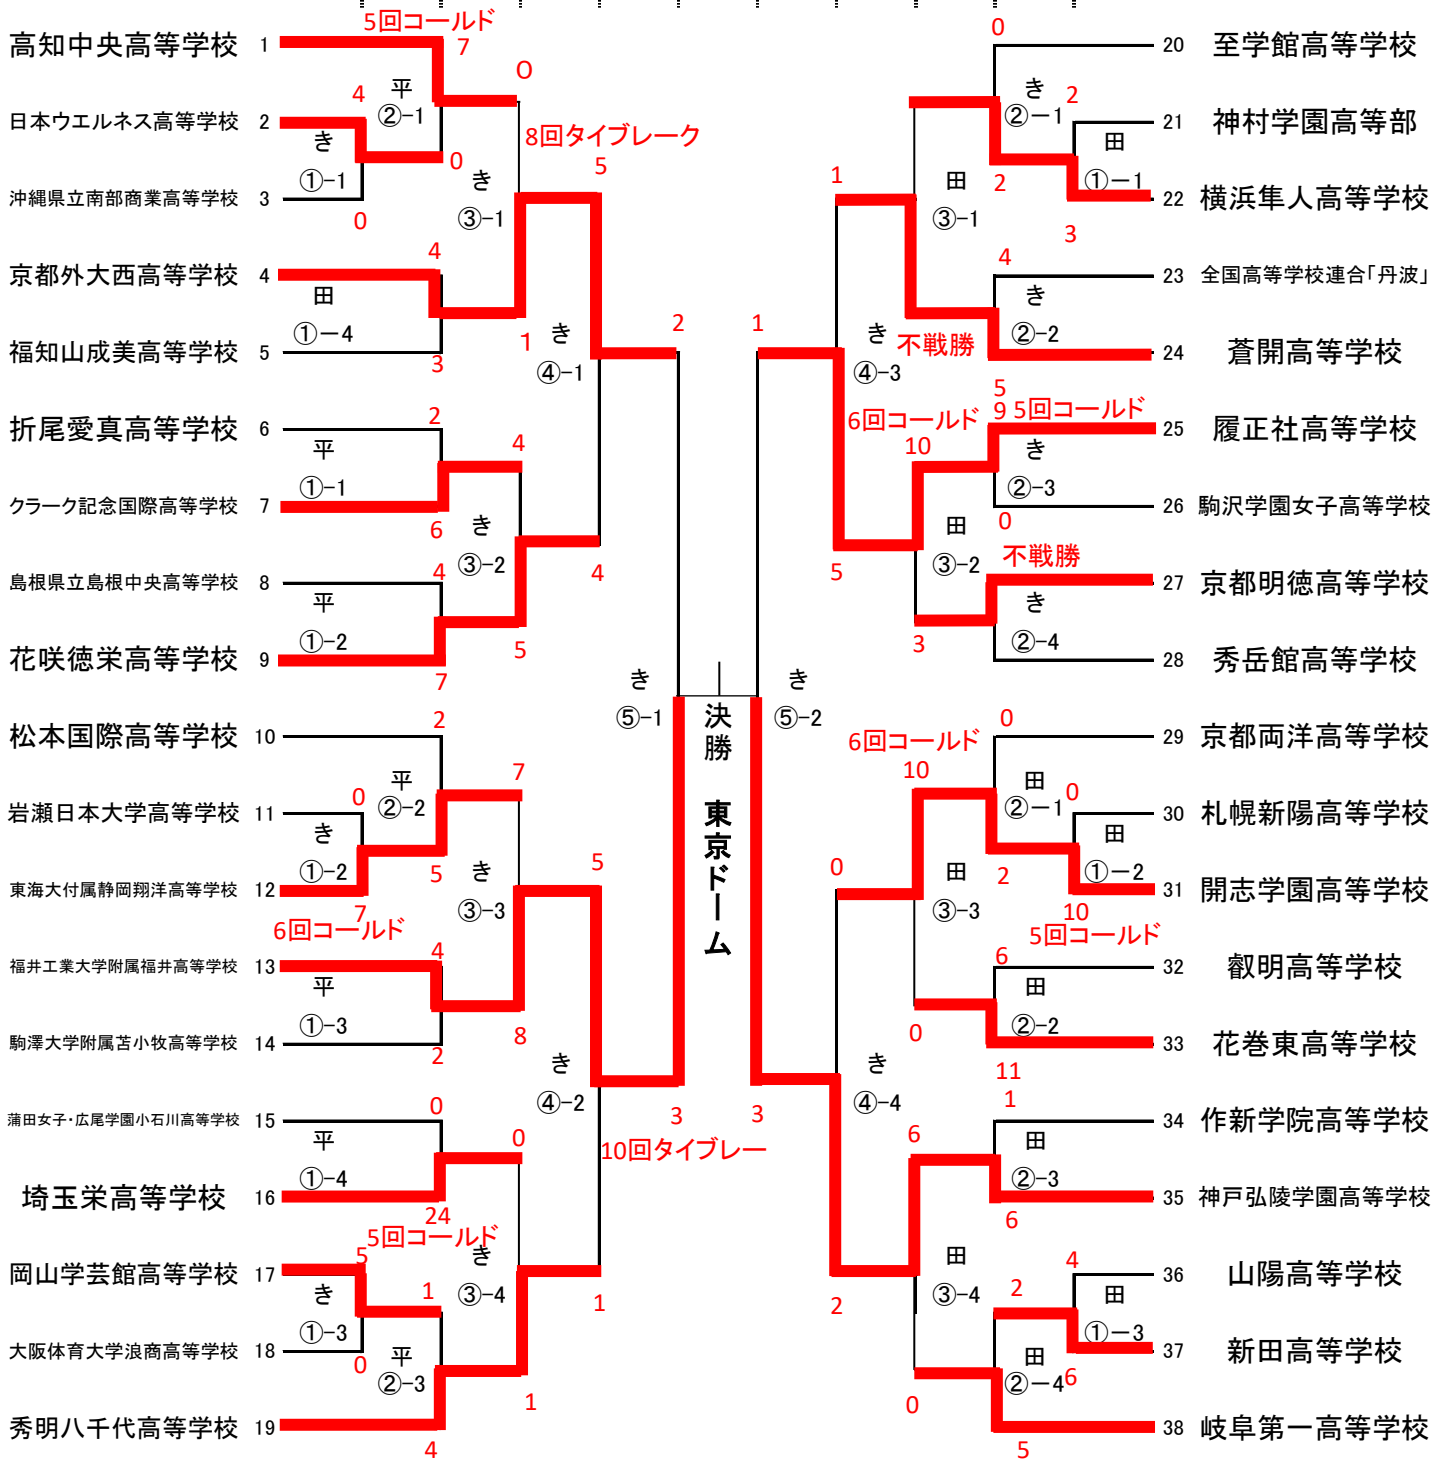 5回コールド
高知中央高等学校 1
7
0
平
②-1
4
日本ウエルネス高等学校 2
き
①-1
0
8回タイブレーク
5
沖縄県立南部商業高等学校 3
0
き
③-1
京都外大西高等学校 4
4
田
①-4
福知山成美高等学校 5
3
1
き
④-1
2
折尾愛真高等学校 6
2
平
①-1
4
クラーク記念国際高等学校 7
6
き
③-2
島根県立島根中央高等学校 8
4
平
①-2
4
花咲徳栄高等学校 9
7
5
き
⑤-1
松本国際高等学校 10
2
平
②-2
7
岩瀬日本大学高等学校 11
0
き
①-2
東海大付属静岡翔洋高等学校 12
7
5
き
③-3
5
6回コールド
福井工業大学附属福井高等学校 13
4
平
①-3
駒澤大学附属苫小牧高等学校 14
2
8
き
④-2
3
10回タイブレー
蒲田女子・広尾学園小石川高等学校 15
0
平
①-4
0
埼玉栄高等学校 16
24
5回コールド
岡山学芸館高等学校 17
5
き
①-3
1
き
③-4
1
大阪体育大学浪商高等学校 18
0
平
②-3
秀明八千代高等学校 19
4
1
決勝 東京ドーム
0
20 至学館高等学校
き
②-1
2
21 神村学園高等部
田
①-1
22 横浜隼人高等学校
3
2
1
田
③-1
4
23 全国高等学校連合「丹波」
き
②-2
24 蒼開高等学校
不戦勝
1
き
④-3
5
9 5回コールド
6回コールド
10
25 履正社高等学校
き
②-3
26 駒沢学園女子高等学校
0
田
③-2
不戦勝
27 京都明徳高等学校
き
②-4
28 秀岳館高等学校
5
3
き
⑤-2
0
29 京都両洋高等学校
6回コールド
10
田
②-1
0
30 札幌新陽高等学校
田
①-2
31 開志学園高等学校
10
2
0
田
③-3
5回コールド
6
32 叡明高等学校
田
②-2
33 花巻東高等学校
11
0
き
④-4
3
1
34 作新学院高等学校
6
田
②-3
35 神戸弘陵学園高等学校
6
田
③-4
4
36 山陽高等学校
2
田
①-3
37 新田高等学校
6
2
田
②-4
38 岐阜第一高等学校
0
5